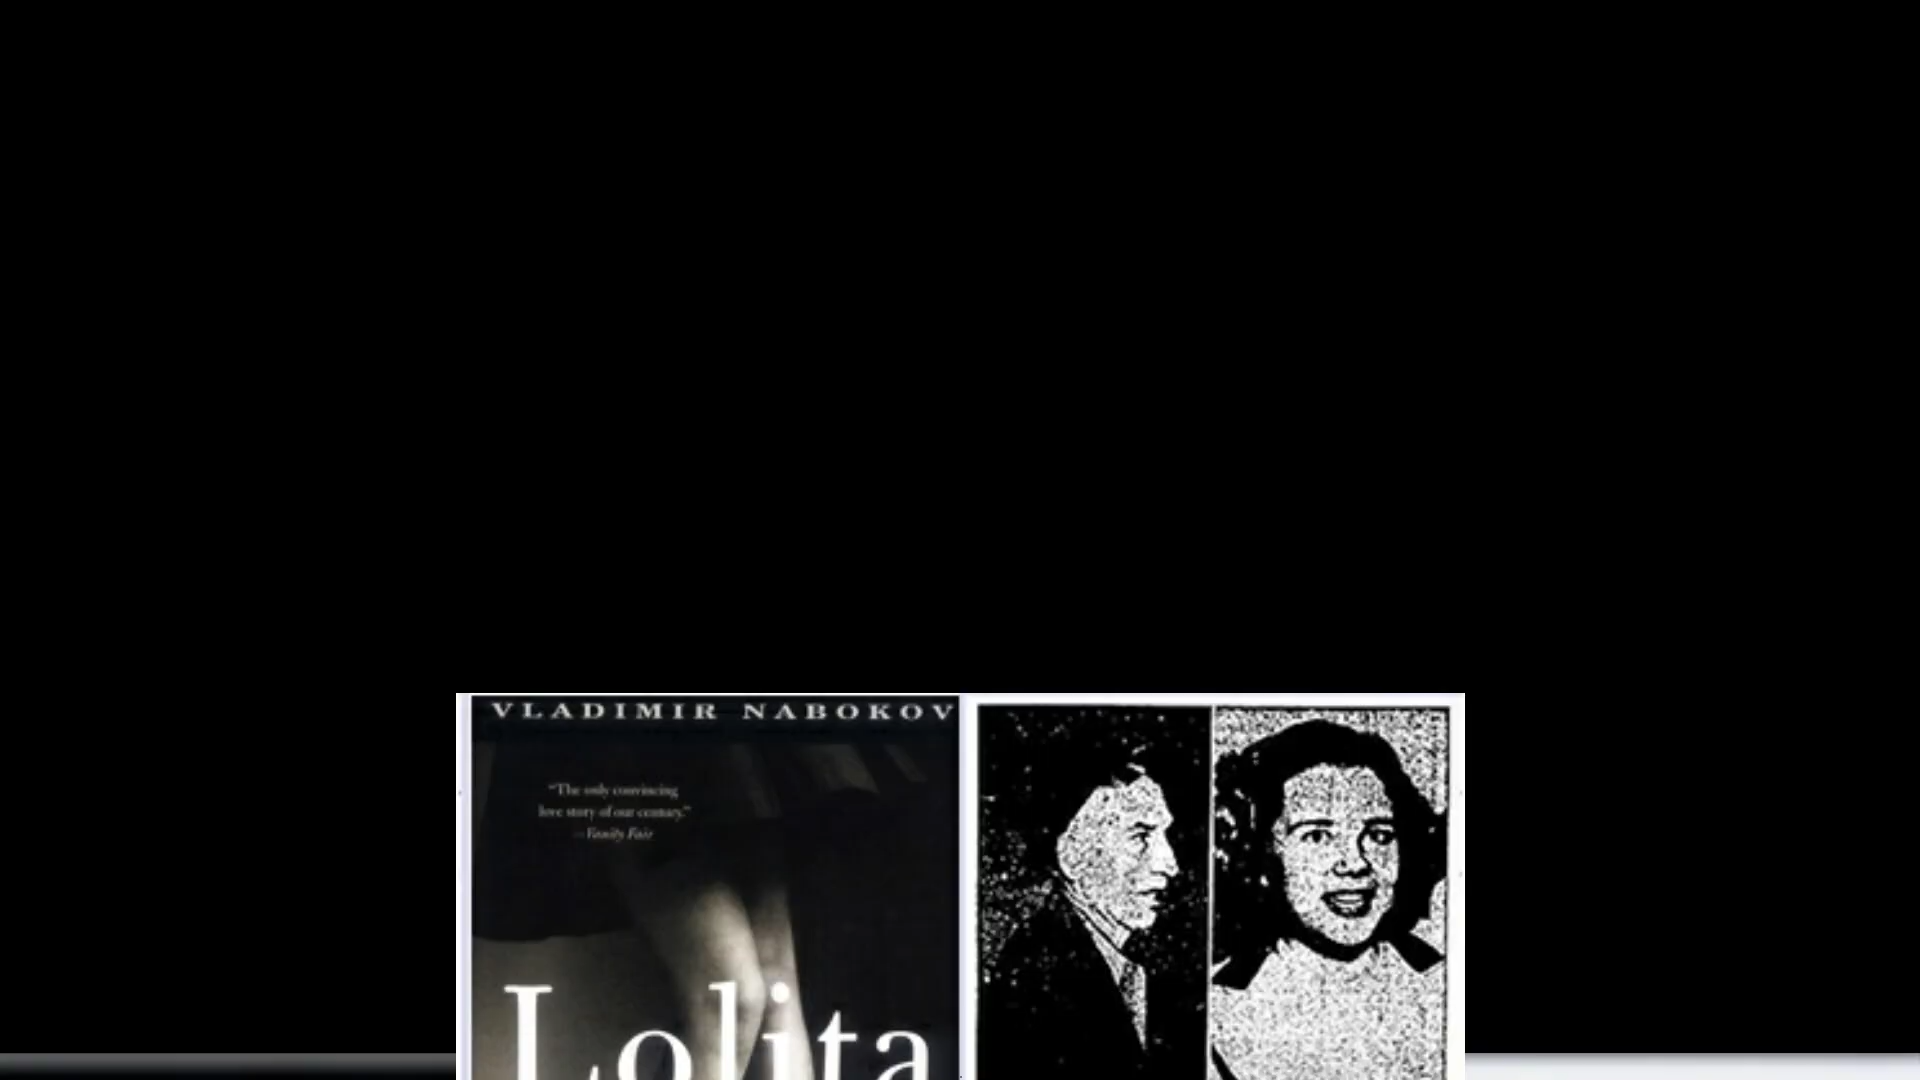 VLADIMIR NABOKOV
“The only convincing
love story of our century.”
—Vanity Fair
Lolita